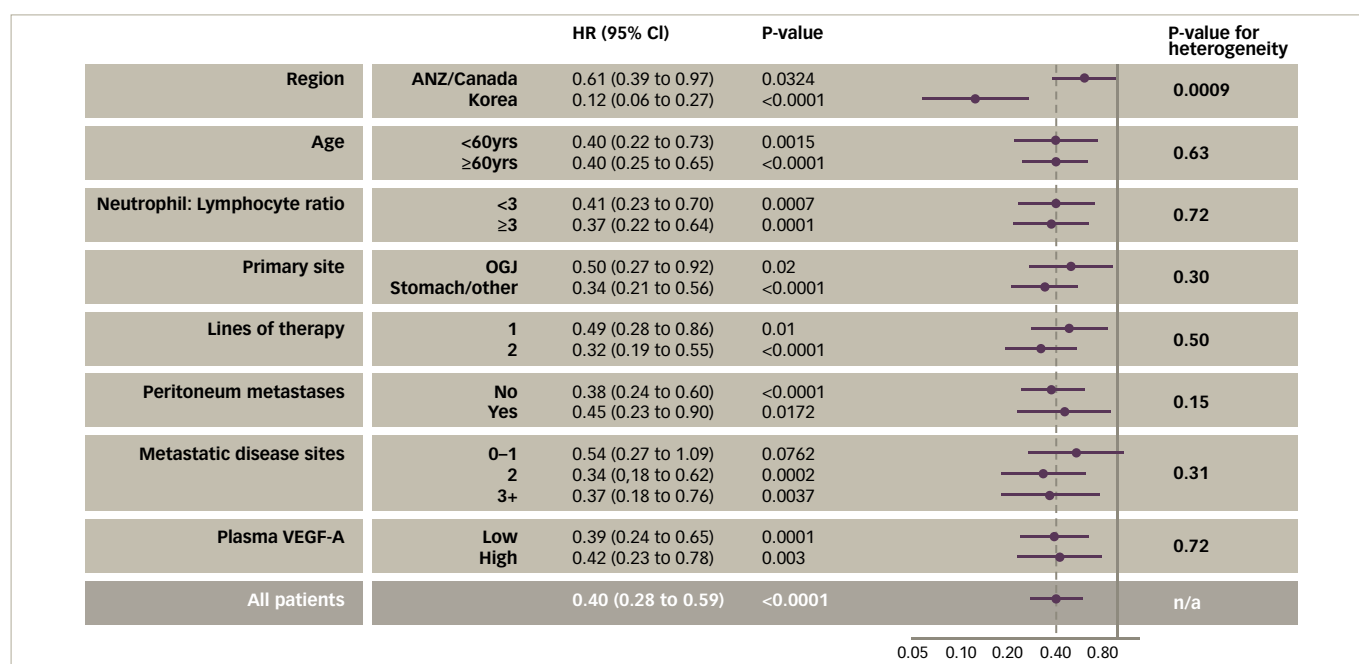 HR (95% CI) P-value P-value for
heterogeneity
Region ANZ/Canada 0.61 (0.39 to 0.97) 0.0324 0.0009
Korea 0.12 (0.06 to 0.27) <0.0001
Age <60yrs 0.40 (0.22 to 0.73) 0.0015 0.63
≥60yrs 0.40 (0.25 to 0.65) <0.0001
Neutrophil: Lymphocyte ratio <3 0.41 (0.23 to 0.70) 0.0007 0.72
≥3 0.37 (0.22 to 0.64) 0.0001
Primary site OGJ 0.50 (0.27 to 0.92) 0.02 0.30
Stomach/other 0.34 (0.21 to 0.56) <0.0001
Lines of therapy 1 0.49 (0.28 to 0.86) 0.01 0.50
2 0.32 (0.19 to 0.55) <0.0001
Peritoneum metastases No 0.38 (0.24 to 0.60) <0.0001 0.15
Yes 0.45 (0.23 to 0.90) 0.0172
Metastatic disease sites 0–1 0.54 (0.27 to 1.09) 0.0762
2 0.34 (0,18 to 0.62) 0.0002 0.31
3+ 0.37 (0.18 to 0.76) 0.0037
Plasma VEGF-A Low 0.39 (0.24 to 0.65) 0.0001 0.72
High 0.42 (0.23 to 0.78) 0.003
All patients 0.40 (0.28 to 0.59) <0.0001 n/a
0.05 0.10 0.20 0.40 0.80